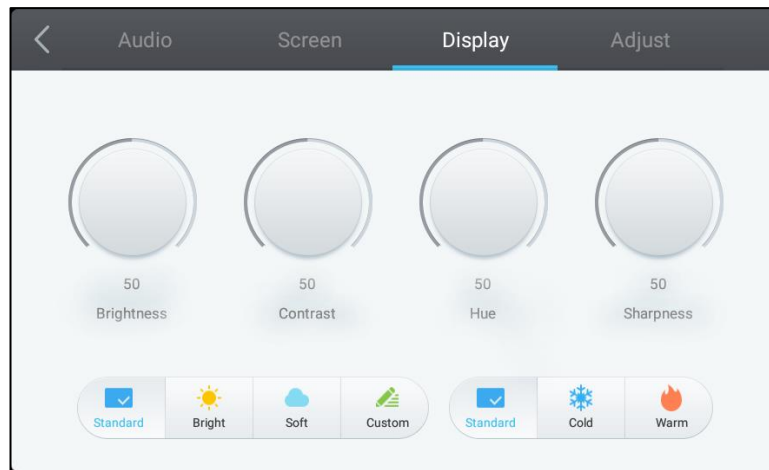 Audio Screen Display Adjust
50 50 50 50
Brightness Contrast Hue Sharpness
Standard Bright Soft Custom Standard Cold Warm